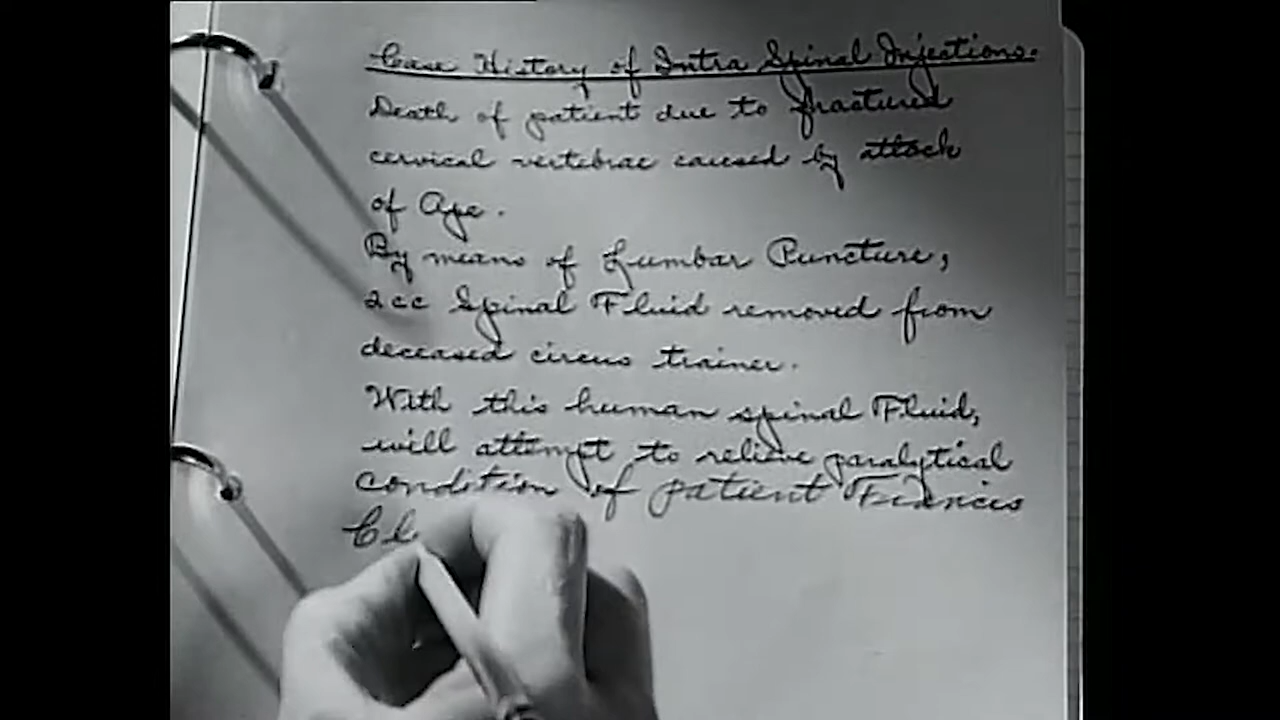 Case History of Intra Spinal Injections.
Death of patient due to fractured
cervical vertebrae caused by attack
of Ape.
By means of Lumbar Puncture,
2cc Spinal Fluid removed from
deceased circus trainer.
With this human spinal Fluid,
will attempt to relieve paralytical
condition of patient Frances
Cl